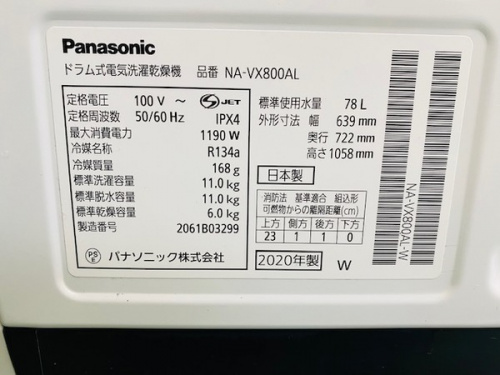 Panasonic
ドラム式電気洗濯乾燥機 品番 NA-VX800AL
定格電圧 100 V ～ S JET
定格周波数 50/60 Hz IPX4
最大消費電力 1190 W
冷媒名称 R134a
冷媒質量 168 g
標準洗濯容量 11.0 kg
標準脱水容量 11.0 kg
標準乾燥容量 6.0 kg
製造番号 2061B03299
PS E パナソニック株式会社
標準使用水量 78 L
外形寸法 幅 639 mm
奥行 722 mm
高さ 1058 mm
日本製
消防法 基準適合 組込形
可燃物からの離隔距離(cm)
上方 側方 後方 下方
23 1 1 0
2020年製 W
NA-VX800AL-W